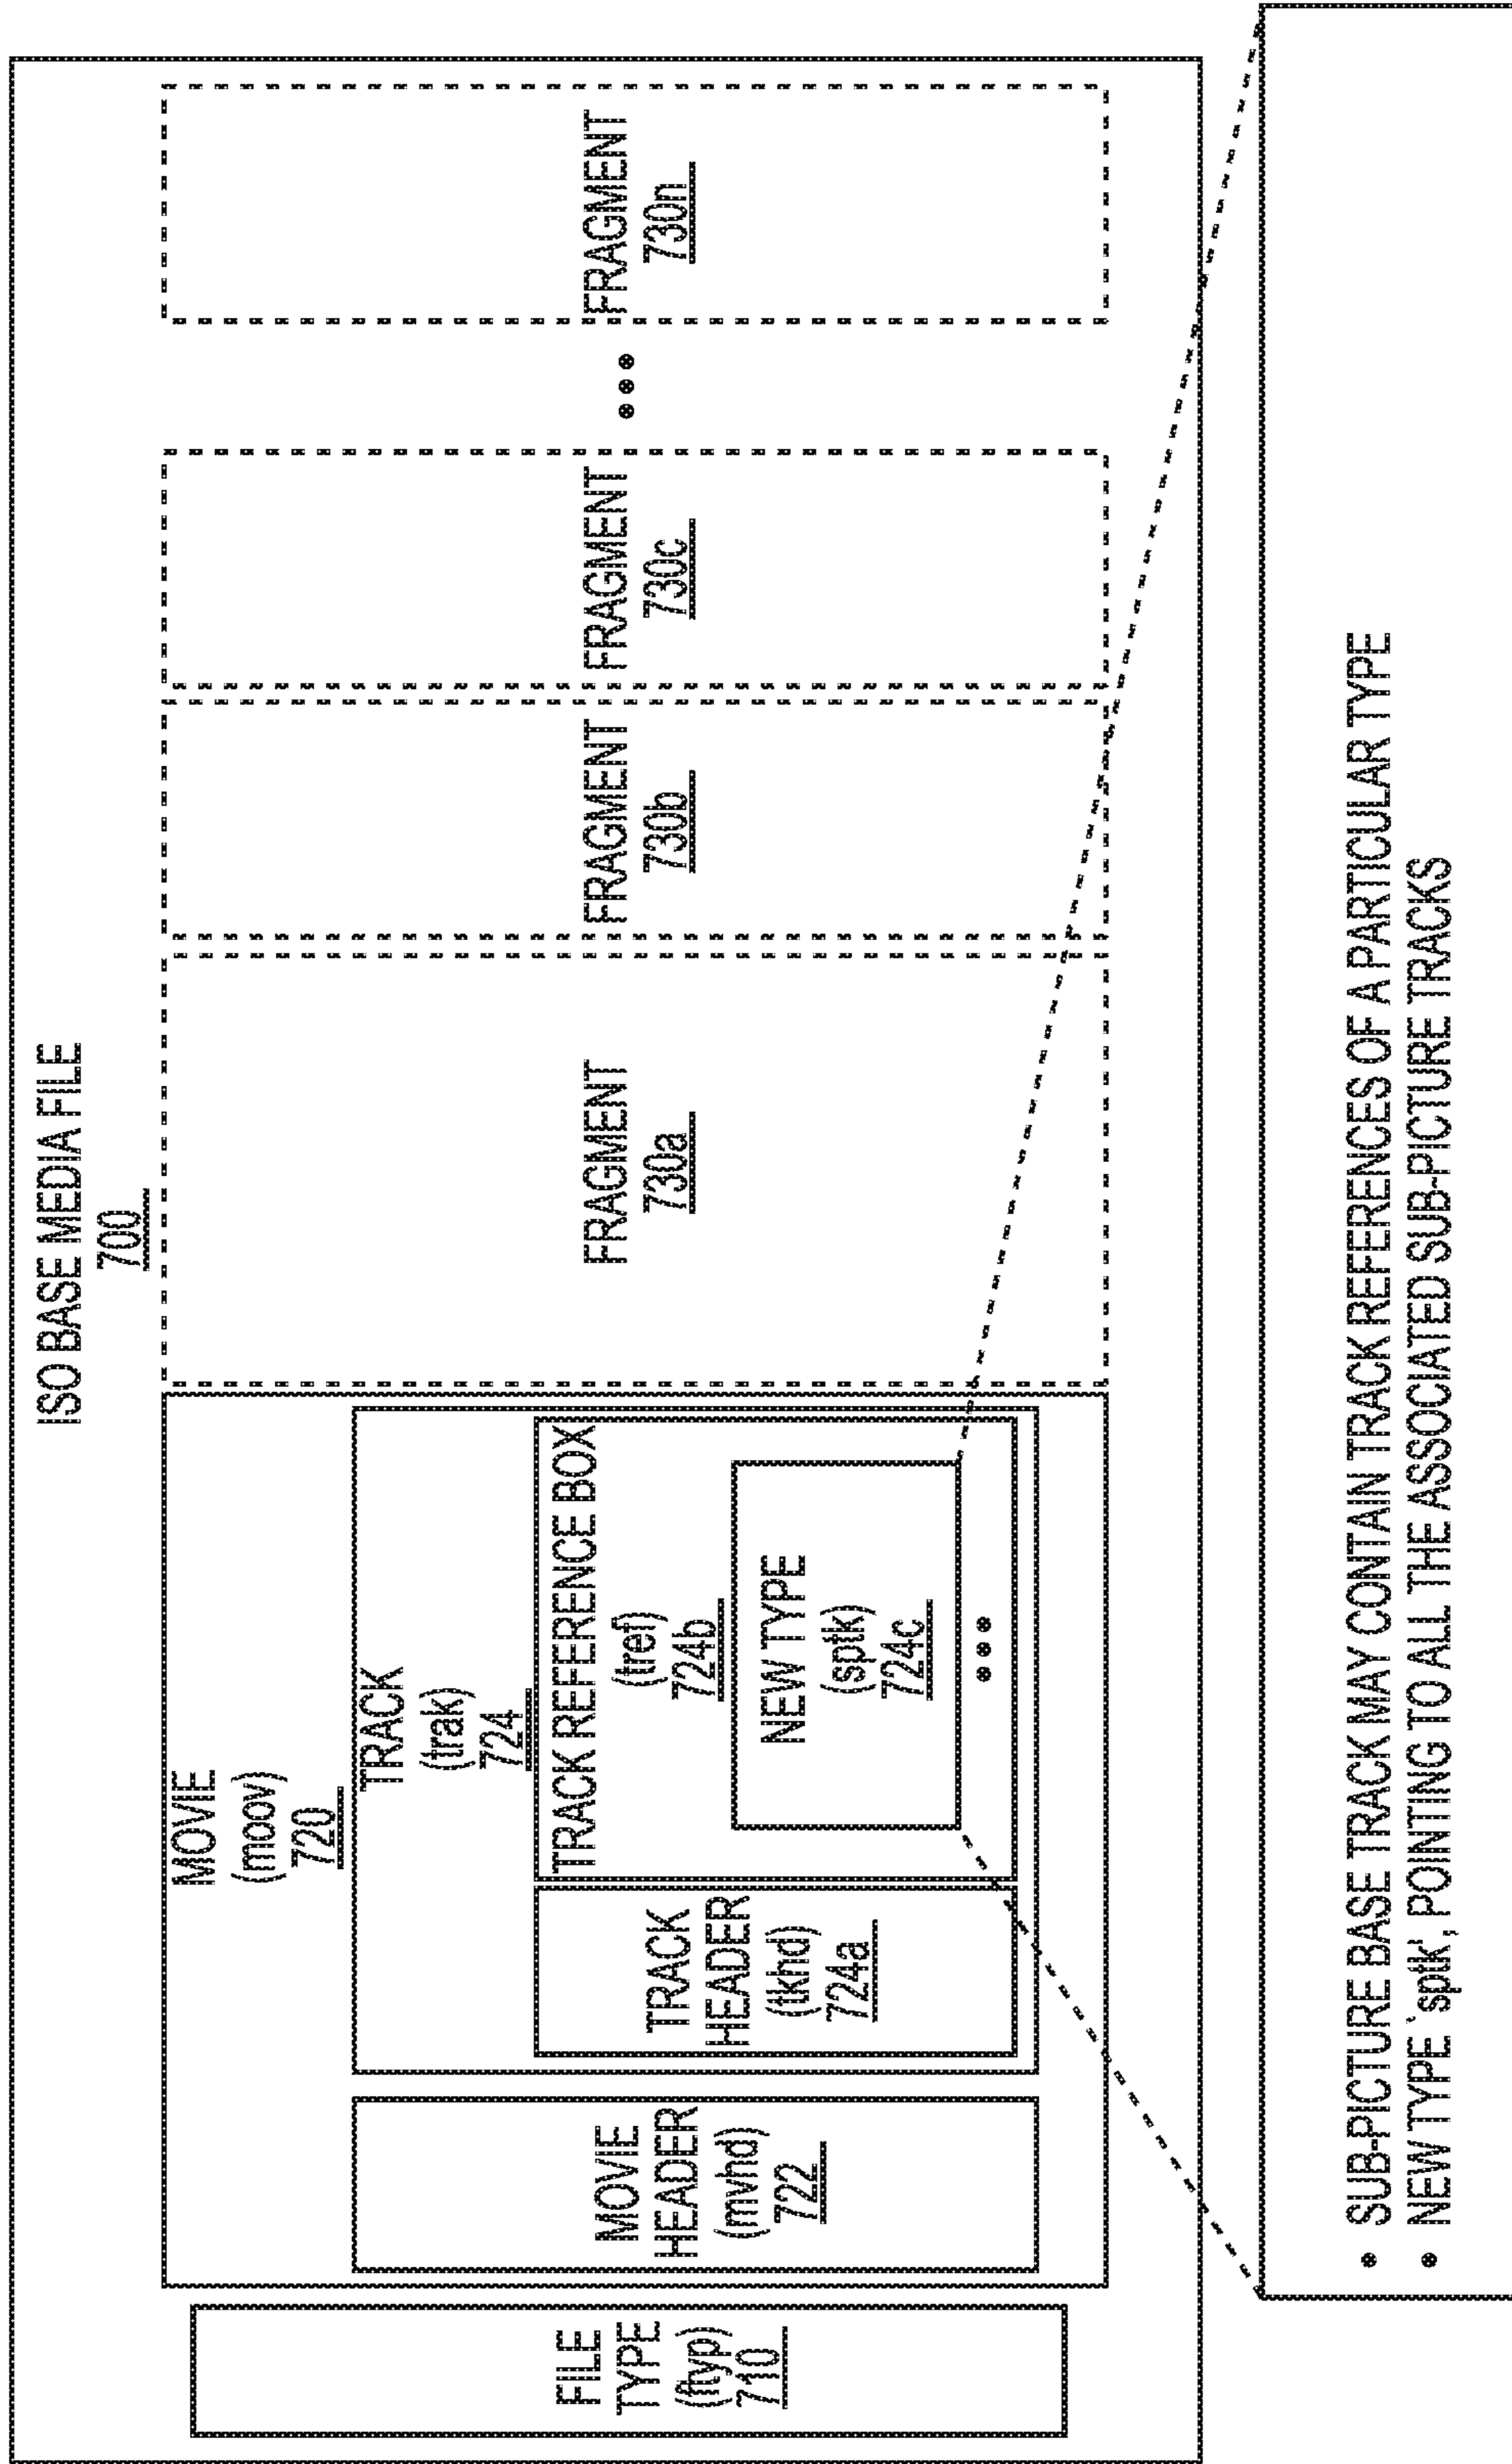 ISO BASE MEDIA FILE
700
FILE
TYPE
(ftyp)
710
MOVIE
(moov)
720
MOVIE
HEADER
(mvhd)
722
TRACK
(trak)
724
TRACK
HEADER
(tkhd)
724a
TRACK REFERENCE BOX
(tref)
724b
NEW TYPE
(sptk)
724c
•••
FRAGMENT
730a
FRAGMENT
730b
FRAGMENT
730c
•••
FRAGMENT
730n
• SUB-PICTURE BASE TRACK MAY CONTAIN TRACK REFERENCES OF A PARTICULAR TYPE
• NEW TYPE `sptk', POINTING TO ALL THE ASSOCIATED SUB-PICTURE TRACKS